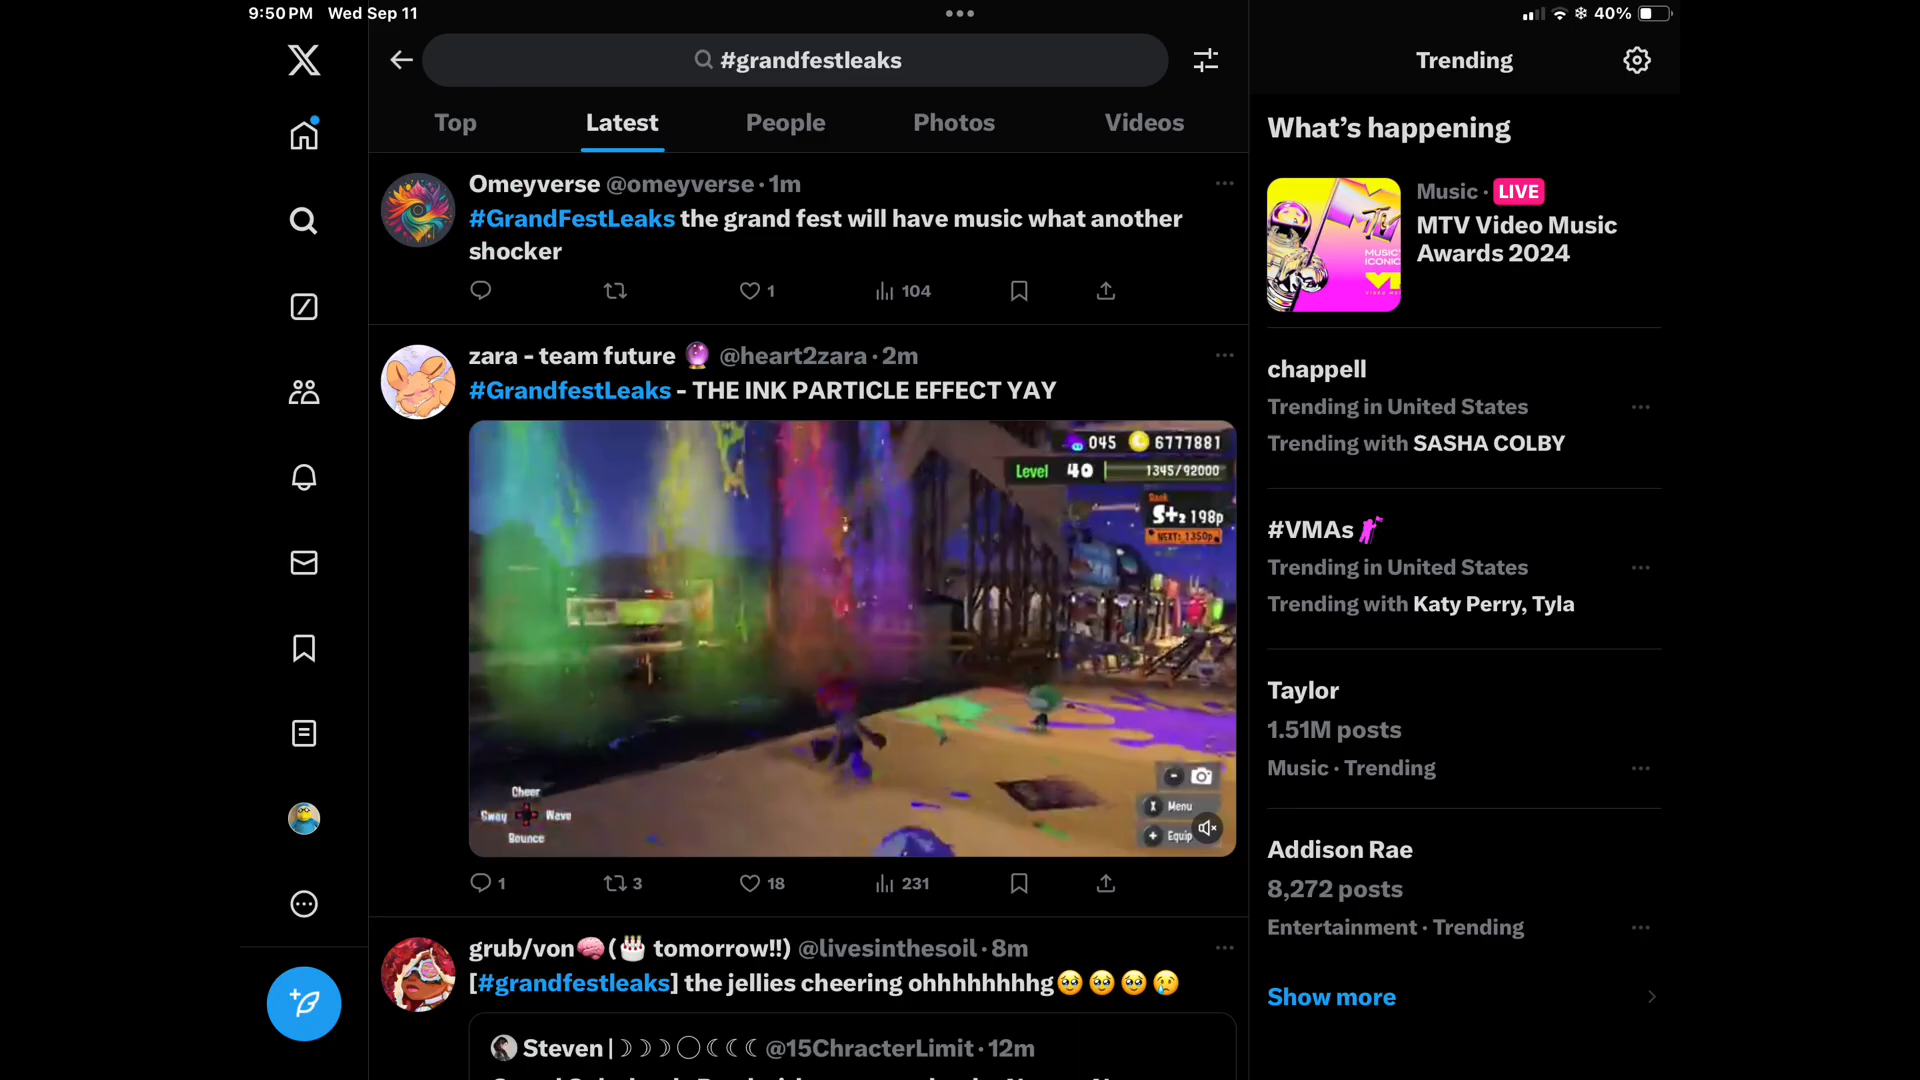 9:50 PM Wed Sep 11
40%
#grandfestleaks
Top Latest People Photos Videos
Omeyverse @omeyverse · 1m
#GrandFestLeaks the grand fest will have music what another
shocker
1 104
zara - team future 🔮 @heart2zara · 2m
#GrandfestLeaks - THE INK PARTICLE EFFECT YAY
045 6777881
Level 40 1345/92000
Rank
S+2 198p
NEXT: 1350p
Cheer
Sway Wave
Bounce
X Menu
+ Equip
1 3 18 231
grub/von🧠(🎂 tomorrow!!) @livesinthesoil · 8m
[#grandfestleaks] the jellies cheering ohhhhhhhhg🥹🥹🥹😢
Steven |☽☽☽◯☾☾☾ @15ChracterLimit · 12m
Trending
What's happening
Music · LIVE
MTV Video Music
Awards 2024
MTV
MUSIC
ICONIC
chappell
Trending in United States
Trending with SASHA COLBY
#VMAs
Trending in United States
Trending with Katy Perry, Tyla
Taylor
1.51M posts
Music · Trending
Addison Rae
8,272 posts
Entertainment · Trending
Show more